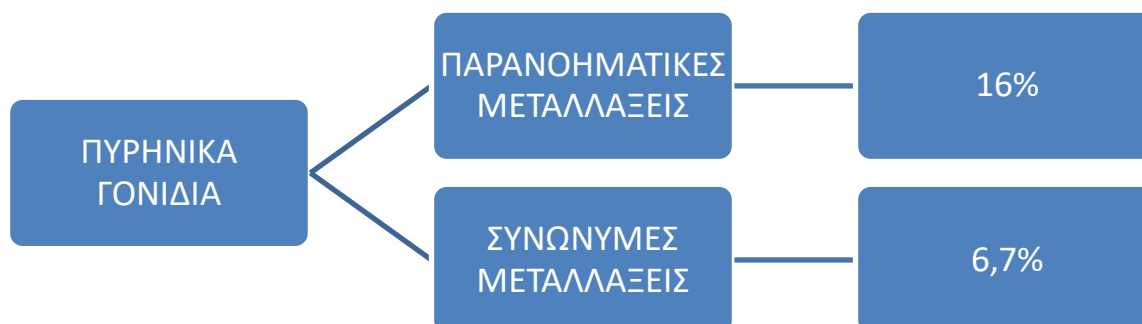 ΠΥΡΗΝΙΚΑ
ΓΟΝΙΔΙΑ
ΠΑΡΑΝΟΗΜΑΤΙΚΕΣ
ΜΕΤΑΛΛΑΞΕΙΣ
16%
ΣΥΝΩΝΥΜΕΣ
ΜΕΤΑΛΛΑΞΕΙΣ
6,7%